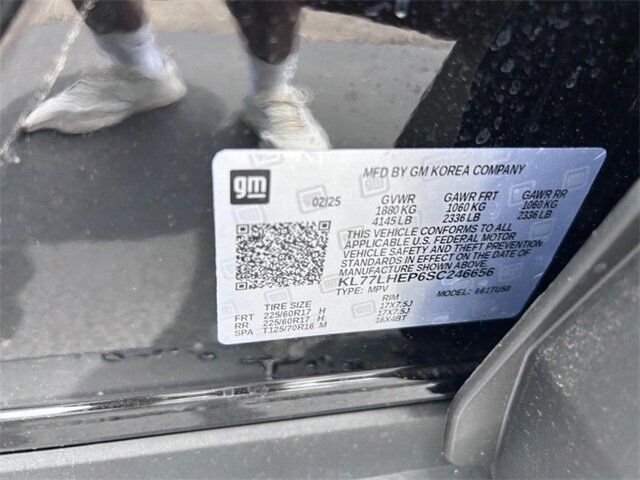 gm
MFD BY GM KOREA COMPANY
02/25 GVWR GAWR FRT GAWR RR
1880 KG 1060 KG 1060 KG
4145 LB 2336 LB 2336 LB
THIS VEHICLE CONFORMS TO ALL
APPLICABLE U.S. FEDERAL MOTOR
VEHICLE SAFETY AND THEFT PREVENTION
STANDARDS IN EFFECT ON THE DATE OF
MANUFACTURE SHOWN ABOVE.
KL77LHEP6SC246656
TYPE: MPV MODEL: 661TUS8
TIRE SIZE RIM
FRT 225/60R17 H 17X7.5J
RR 225/60R17 H 17X7.5J
SPA T125/70R16 M 16X4BT